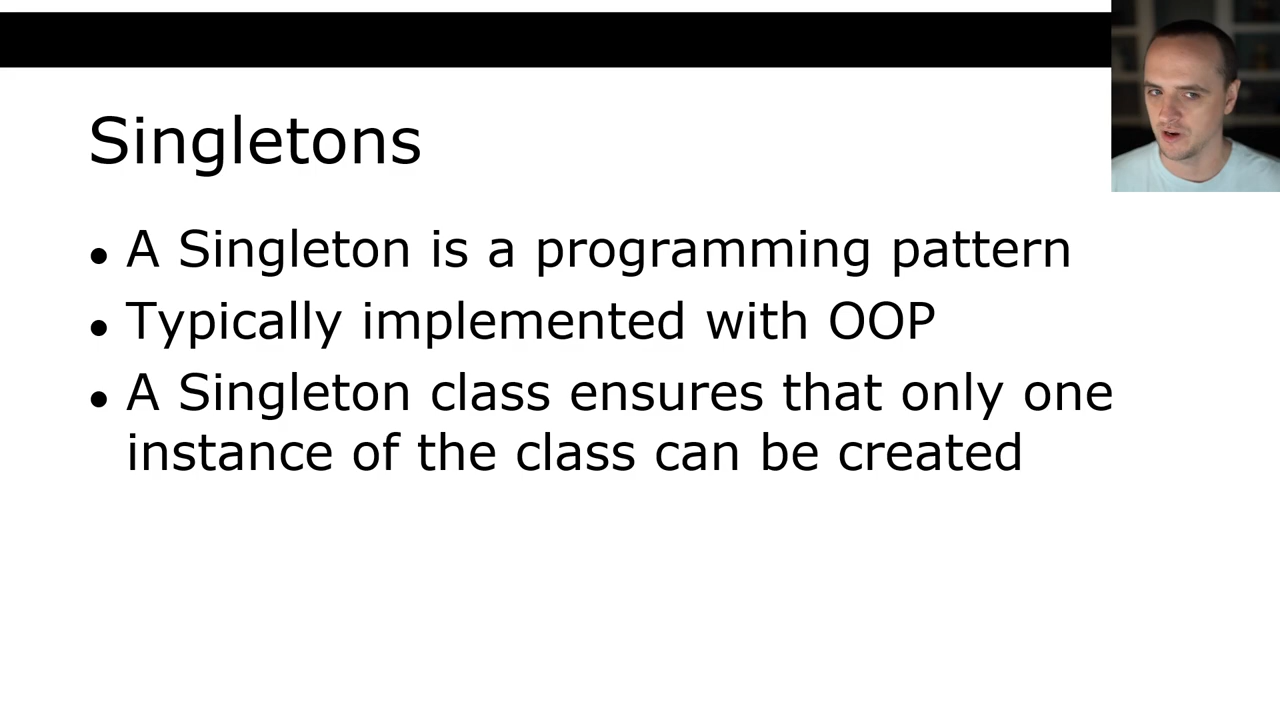 Singletons
● A Singleton is a programming pattern
● Typically implemented with OOP
● A Singleton class ensures that only one
instance of the class can be created